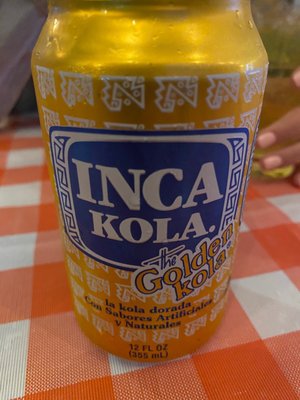 INCA
KOLA.
the
Golden
kola!
la kola dorada
Con Sabores Artificiales
y Naturales
12 FL OZ
(355 mL)